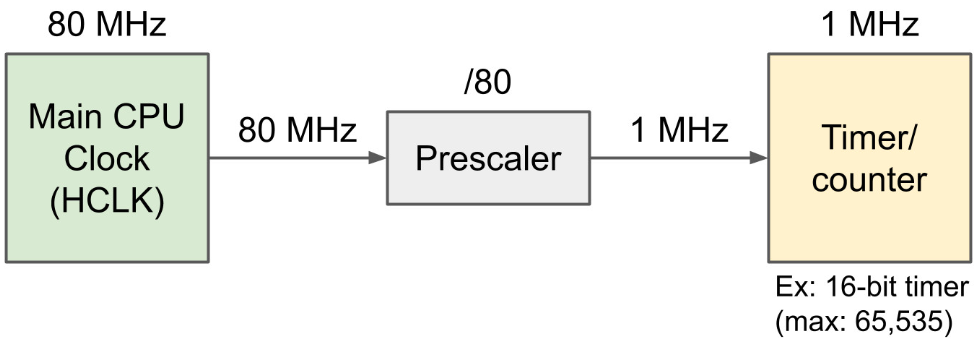 80 MHz
1 MHz
/80
Main CPU
Clock
(HCLK)
80 MHz
Prescaler
1 MHz
Timer/
counter
Ex: 16-bit timer
(max: 65,535)